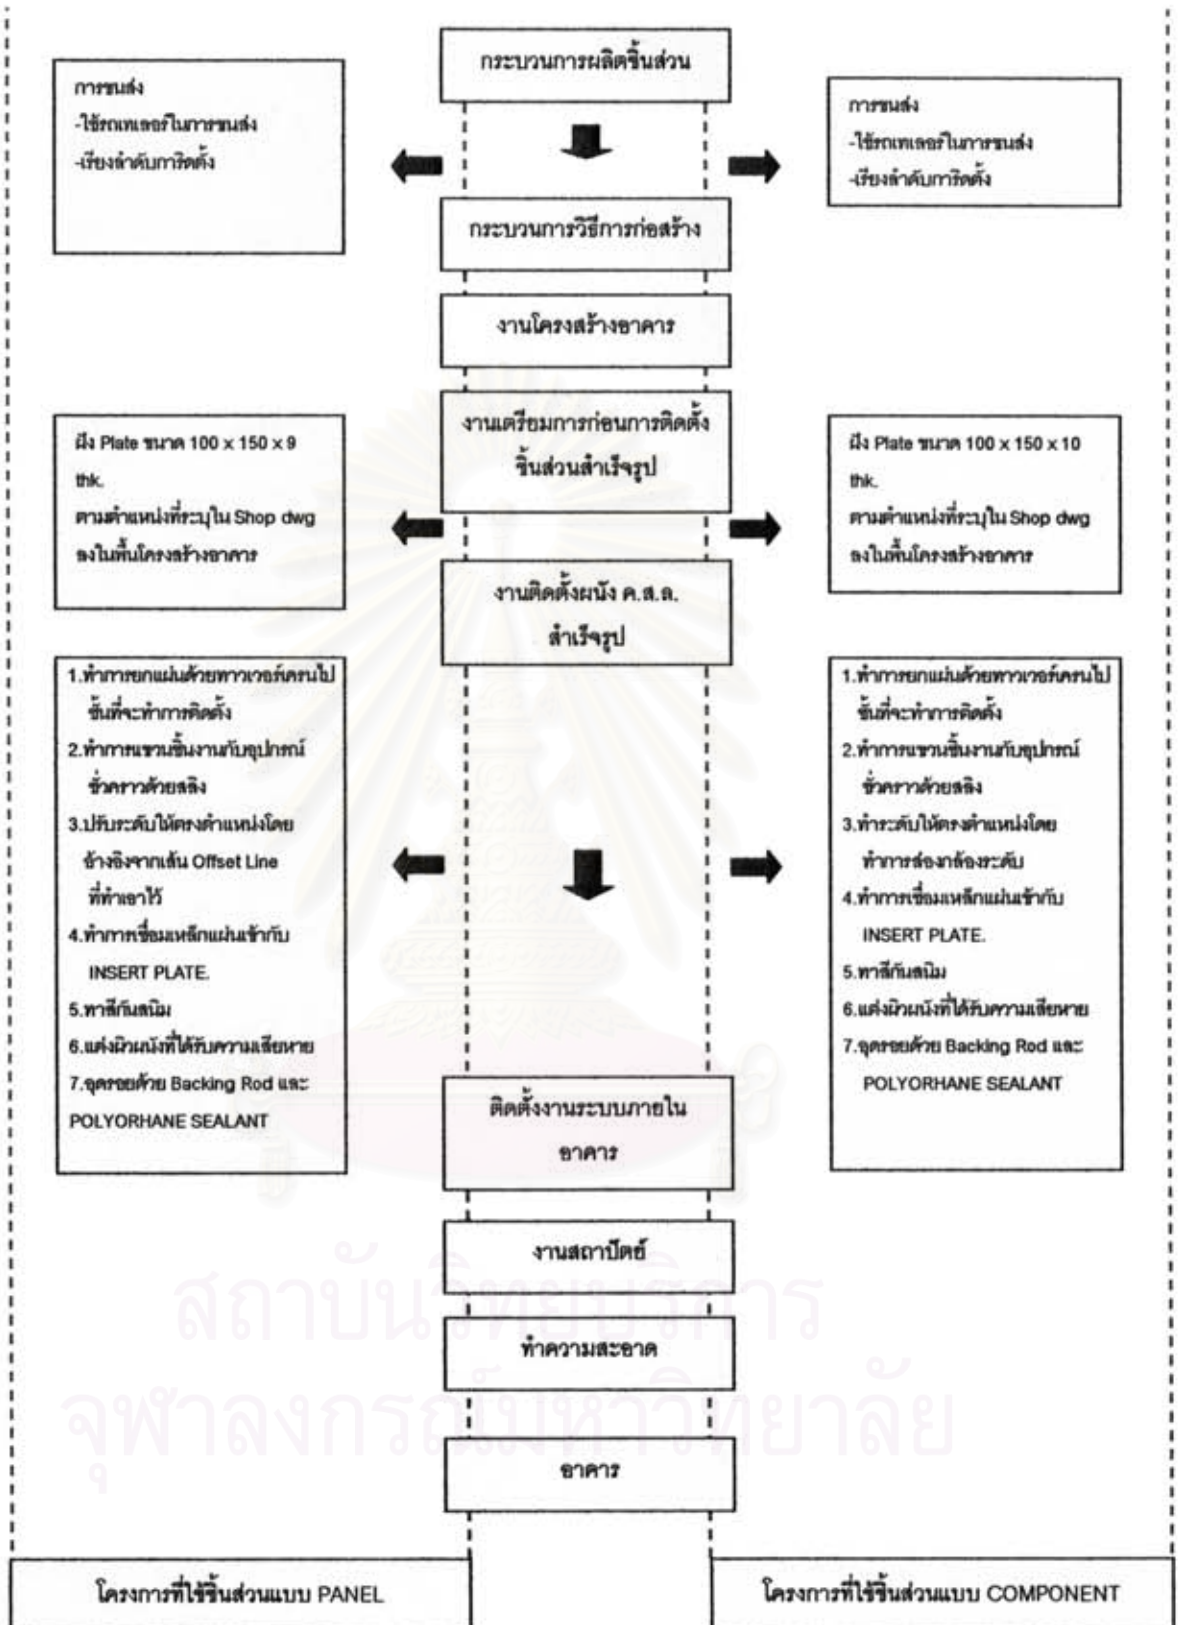 กระบวนการผลิตชิ้นส่วน
การขนส่ง
-ใช้รถเทเลอร์ในการขนส่ง
-เรียงลำดับการิดตั้ง
การขนส่ง
-ใช้รถเทเลอร์ในการขนส่ง
-เรียงลำดับการิดตั้ง
กระบวนการวิธีการก่อสร้าง
งานโครงสร้างอาคาร
งานเตรียมการก่อนการติดตั้ง
ชิ้นส่วนสำเร็จรูป
ฝัง Plate ขนาด 100 x 150 x 9
thk.
ตามตำแหน่งที่ระบุใน Shop dwg
ลงในพื้นโครงสร้างอาคาร
ฝัง Plate ขนาด 100 x 150 x 10
thk.
ตามตำแหน่งที่ระบุใน Shop dwg
ลงในพื้นโครงสร้างอาคาร
งานติดตั้งผนัง ค.ส.ล.
สำเร็จรูป
1.ทำการยกแผ่นด้วยทาวเวอร์เครนไป
ชั้นที่จะทำการติดตั้ง
2.ทำการแขวนชิ้นงานกับอุปกรณ์
ชั่วคราวด้วยสลิง
3.ปรับระดับให้ตรงตำแหน่งโดย
อ้างอิงจากเส้น Offset Line
ที่ทำเอาไว้
4.ทำการเชื่อมเหล็กแผ่นเข้ากับ
INSERT PLATE.
5.ทาสีกันสนิม
6.แต่งผิวผนังที่ได้รับความเสียหาย
7.อุดรอยด้วย Backing Rod และ
POLYORHANE SEALANT
1.ทำการยกแผ่นด้วยทาวเวอร์เครนไป
ชั้นที่จะทำการติดตั้ง
2.ทำการแขวนชิ้นงานกับอุปกรณ์
ชั่วคราวด้วยสลิง
3.ทำระดับให้ตรงตำแหน่งโดย
ทำการส่องกล้องระดับ
4.ทำการเชื่อมเหล็กแผ่นเข้ากับ
INSERT PLATE.
5.ทาสีกันสนิม
6.แต่งผิวผนังที่ได้รับความเสียหาย
7.อุดรอยด้วย Backing Rod และ
POLYORHANE SEALANT
ติดตั้งงานระบบภายใน
อาคาร
งานสถาปัตย์
ทำความสะอาด
อาคาร
สถาบันวิทยบริการ
จุฬาลงกรณ์มหาวิทยาลัย
โครงการที่ใช้ชิ้นส่วนแบบ PANEL
โครงการที่ใช้ชิ้นส่วนแบบ COMPONENT